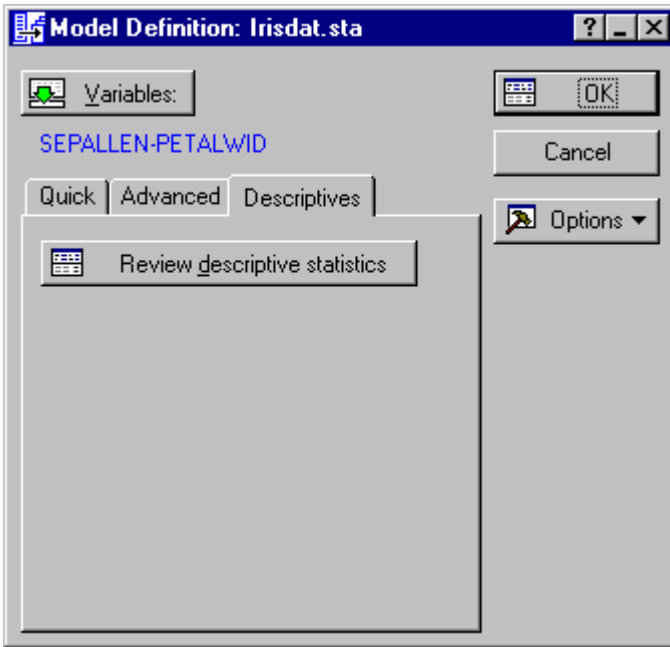 Model Definition: Irisdat.sta
Variables:
OK
SEPALLEN-PETALWID
Cancel
Quick
Advanced
Descriptives
Options
Review descriptive statistics